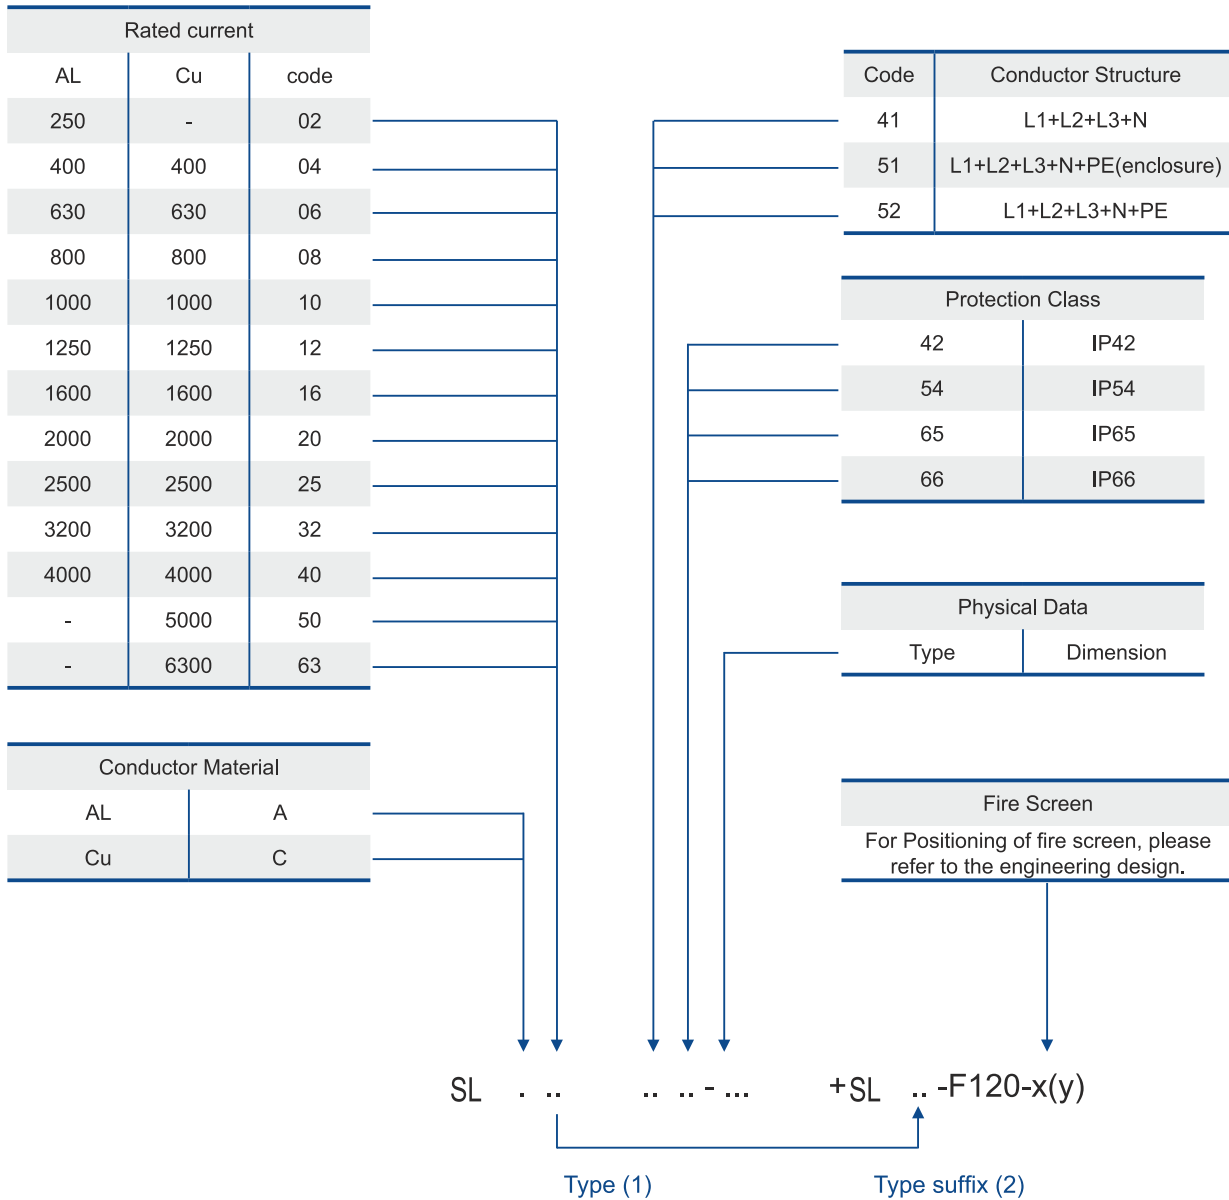 Rated current
AL Cu code
250 - 02
400 400 04
630 630 06
800 800 08
1000 1000 10
1250 1250 12
1600 1600 16
2000 2000 20
2500 2500 25
3200 3200 32
4000 4000 40
- 5000 50
- 6300 63
Conductor Material
AL A
Cu C
Code Conductor Structure
41 L1+L2+L3+N
51 L1+L2+L3+N+PE(enclosure)
52 L1+L2+L3+N+PE
Protection Class
42 IP42
54 IP54
65 IP65
66 IP66
Physical Data
Type Dimension
Fire Screen
For Positioning of fire screen, please
refer to the engineering design.
SL . .. .. .. - ... +SL .. -F120-x(y)
Type (1) Type suffix (2)